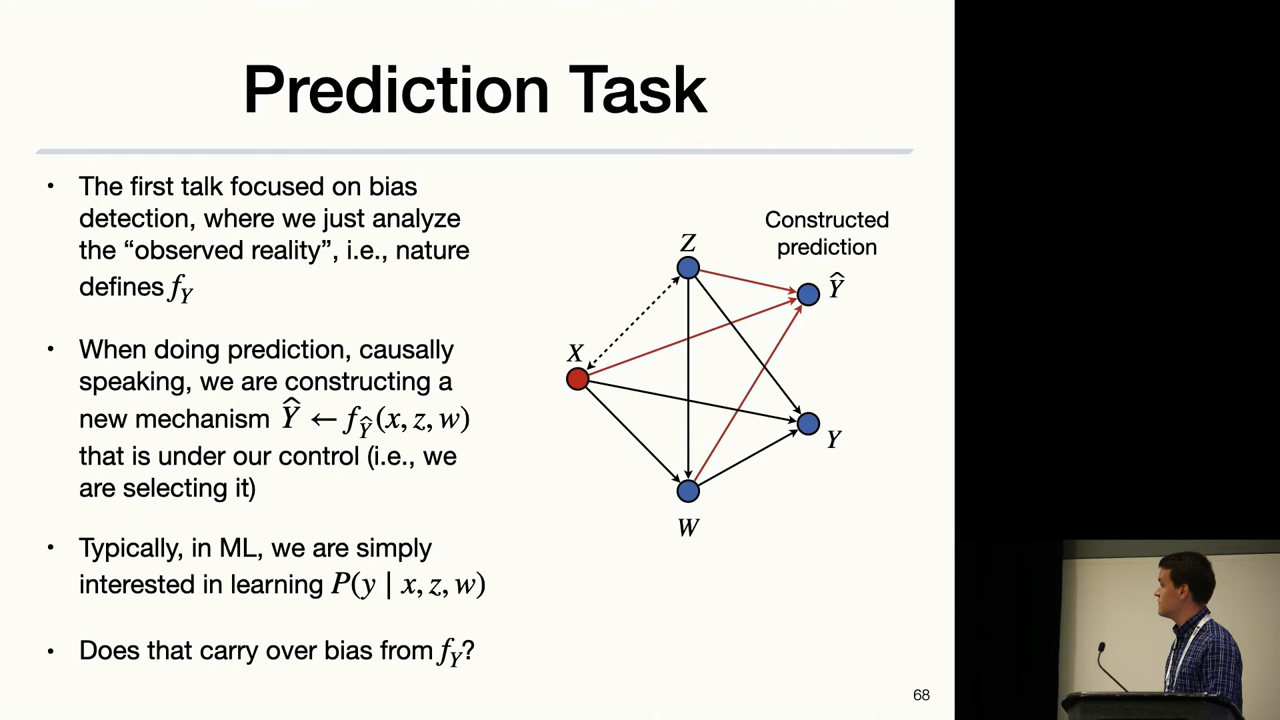 Prediction Task
• The first talk focused on bias
detection, where we just analyze
the “observed reality”, i.e., nature
defines f_Y
• When doing prediction, causally
speaking, we are constructing a
new mechanism Ŷ ← f_Ŷ(x, z, w)
that is under our control (i.e., we
are selecting it)
• Typically, in ML, we are simply
interested in learning P(y | x, z, w)
• Does that carry over bias from f_Y?
Constructed
prediction
Z
Ŷ
X
Y
W
68